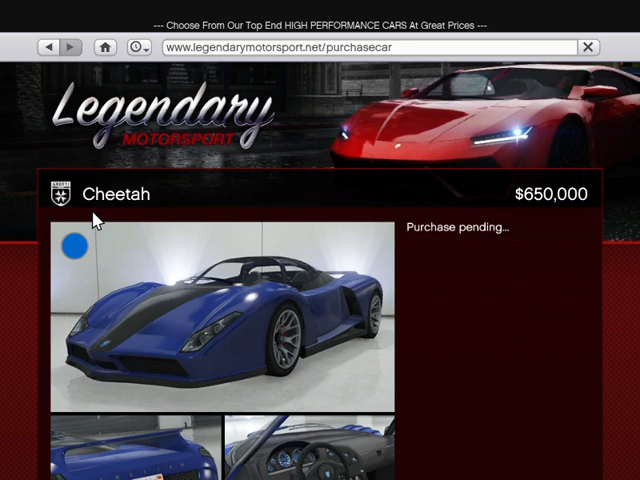 --- Choose From Our Top End HIGH PERFORMANCE CARS At Great Prices ---
www.legendarymotorsport.net/purchasecar
Legendary
MOTORSPORT
Cheetah
$650,000
Purchase pending...